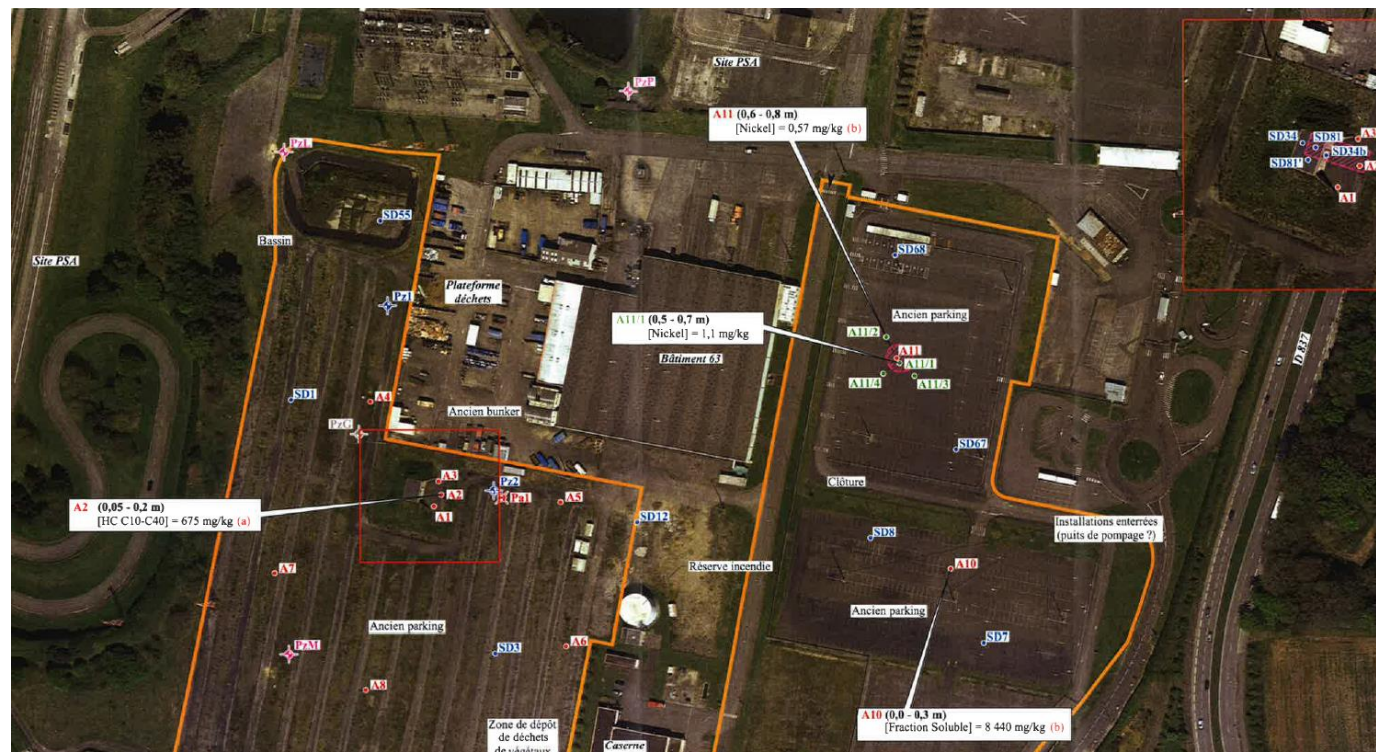 Site PSA
PzP
A11 (0,6 - 0,8 m)
[Nickel] = 0,57 mg/kg (b)
PzL
SD34
SD81
A3
SD34b
SD81'
A1
SD55
Bassin
Site PSA
SD68
Plateforme
déchets
Pz1
D 837
A11/1 (0,5 - 0,7 m)
[Nickel] = 1,1 mg/kg
Ancien parking
A11/2
A11
A11/1
Bâtiment 63
A11/4
A11/3
SD1
A4
Ancien bunker
PzG
SD67
A3
Pz2
A2
Pa1
A5
A1
Clôture
A2 (0,05 - 0,2 m)
[HC C10-C40] = 675 mg/kg (a)
SD12
Installations enterrées
(puits de pompage ?)
SD8
Réserve incendie
A10
A7
Ancien parking
Ancien parking
PzM
SD3
A6
SD7
A8
A10 (0,0 - 0,3 m)
[Fraction Soluble] = 8 440 mg/kg (b)
Zone de dépôt
de déchets
de végétaux
Caserne